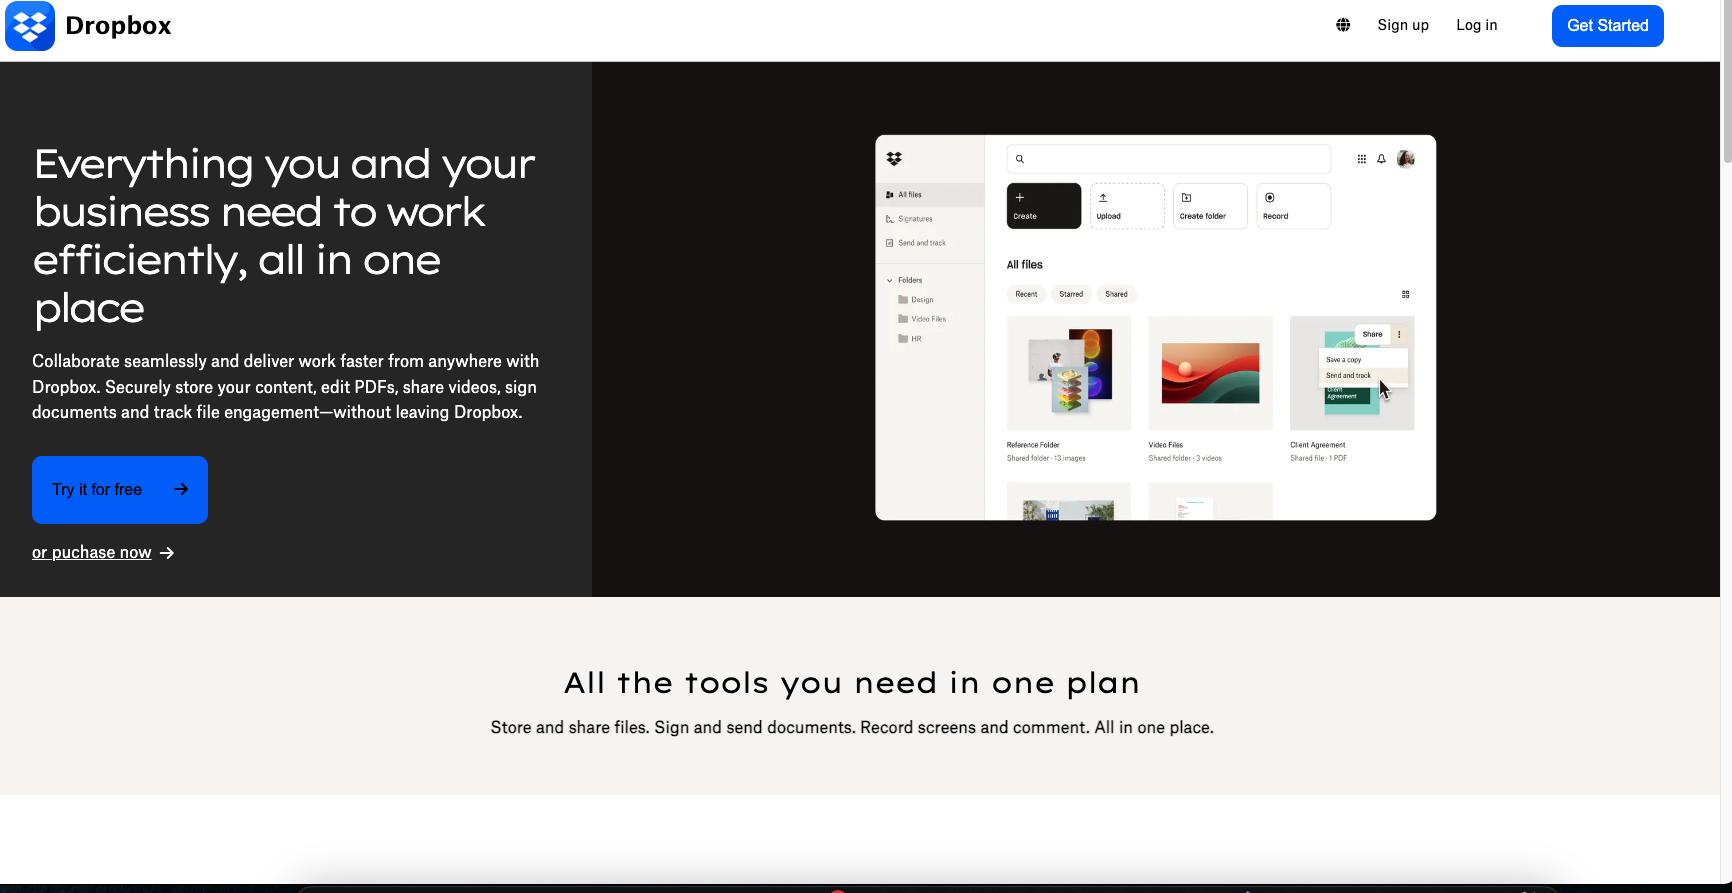 Dropbox
Sign up
Log in
Get Started
Everything you and your
business need to work
efficiently, all in one
place
Collaborate seamlessly and deliver work faster from anywhere with
Dropbox. Securely store your content, edit PDFs, share videos, sign
documents and track file engagement—without leaving Dropbox.
Try it for free
or puchase now
All files
Signatures
Send and track
Folders
Design
Video Files
HR
Create
Upload
Create folder
Record
All files
Recent
Starred
Shared
Share
Save a copy
Send and track
Client
Agreement
Reference Folder
Shared folder · 13 images
Video Files
Shared folder · 3 videos
Client Agreement
Shared file · 1 PDF
All the tools you need in one plan
Store and share files. Sign and send documents. Record screens and comment. All in one place.